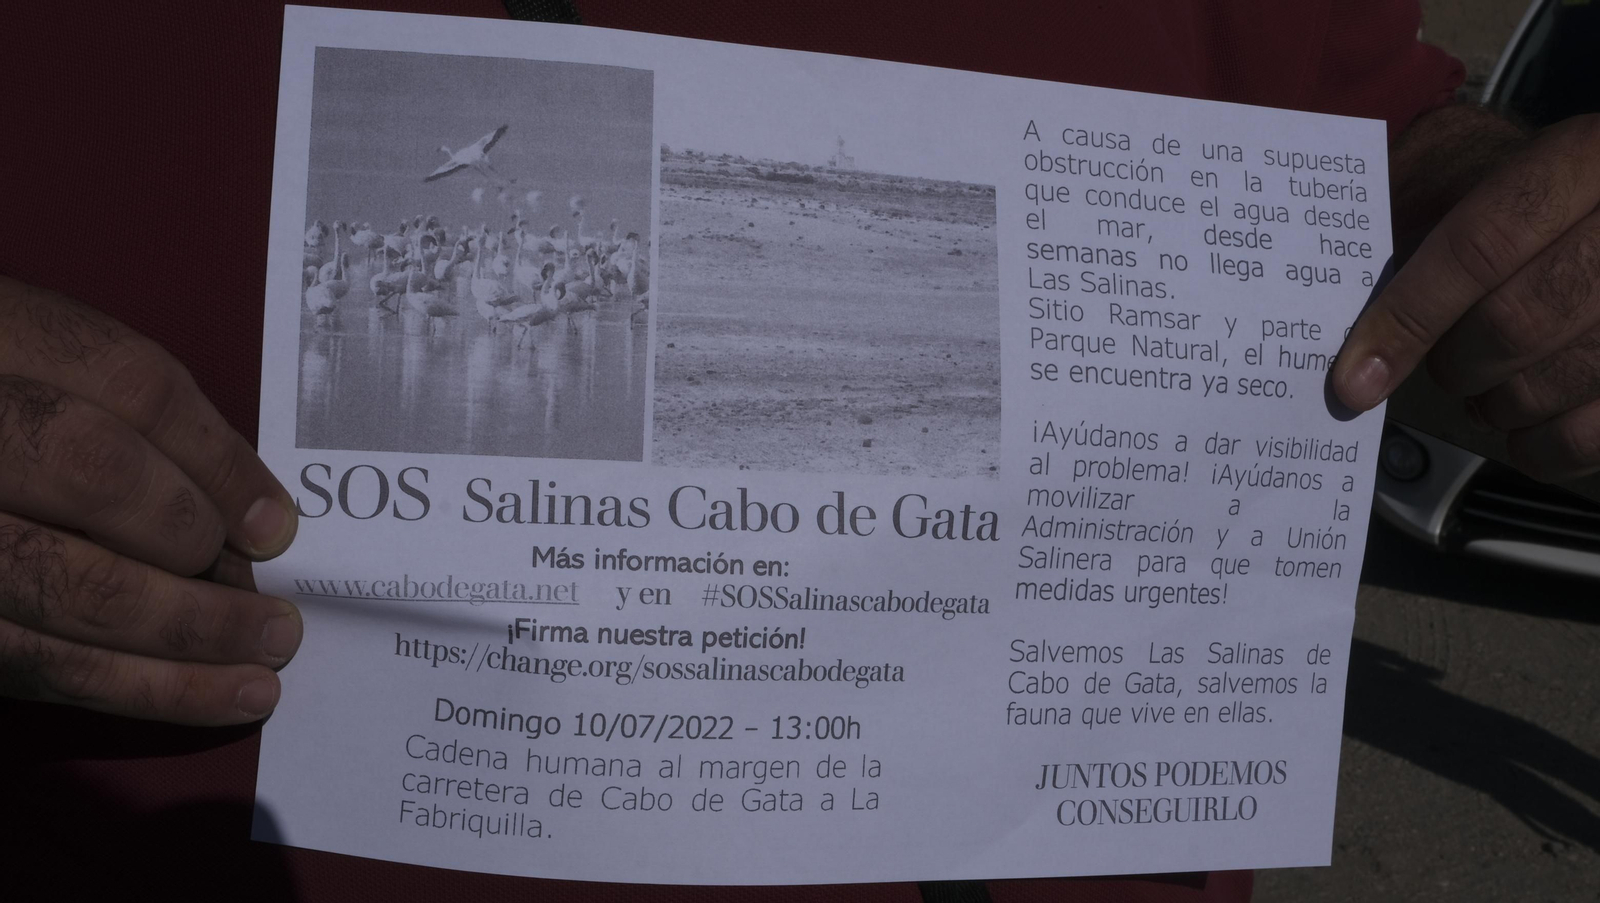 SOS Salinas Cabo de Gata
Más información en:
www.cabodegata.net y en #SOSSalinascabodegata
¡Firma nuestra petición!
https://change.org/sossalinascabodegata
Domingo 10/07/2022 – 13:00h
Cadena humana al margen de la
carretera de Cabo de Gata a La
Fabriquilla.
A causa de una supuesta
obstrucción en la tubería
que conduce el agua desde
el mar, desde hace
semanas no llega agua a
Las Salinas.
Sitio Ramsar y parte
Parque Natural, el
se encuentra ya seco.
¡Ayúdanos a dar visibilidad
al problema! ¡Ayúdanos a
movilizar a la
Administración y a Unión
Salinera para que tomen
medidas urgentes!
Salvemos Las Salinas de
Cabo de Gata, salvemos la
fauna que vive en ellas.
JUNTOS PODEMOS
CONSEGUIRLO